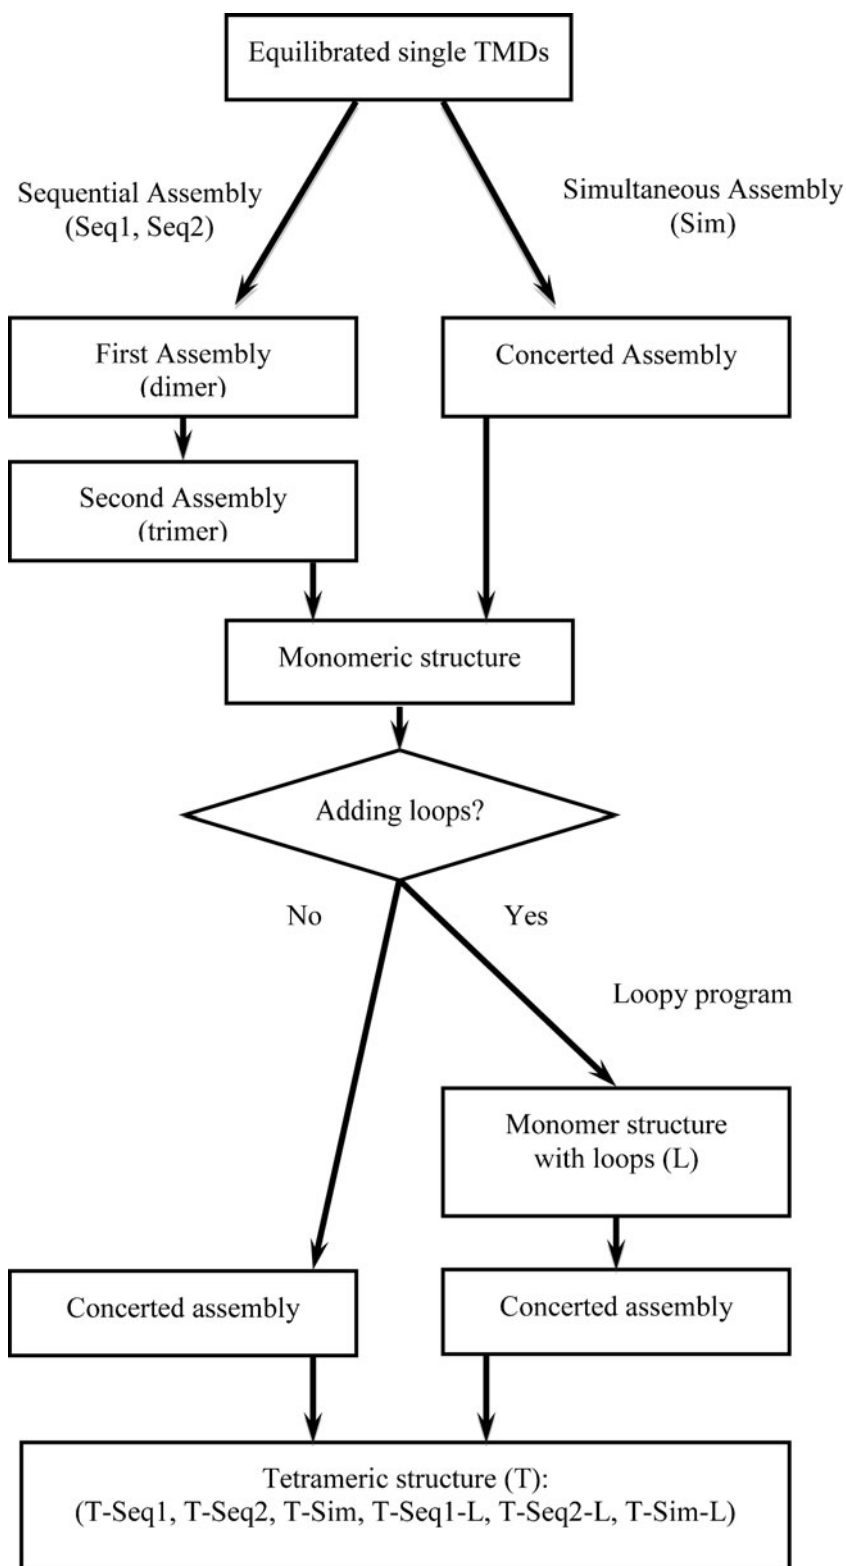 Equilibrated single TMDs
Sequential Assembly
(Seq1, Seq2)
Simultaneous Assembly
(Sim)
First Assembly
(dimer)
Concerted Assembly
Second Assembly
(trimer)
Monomeric structure
Adding loops?
No
Yes
Loopy program
Monomer structure
with loops (L)
Concerted assembly
Concerted assembly
Tetrameric structure (T):
(T-Seq1, T-Seq2, T-Sim, T-Seq1-L, T-Seq2-L, T-Sim-L)